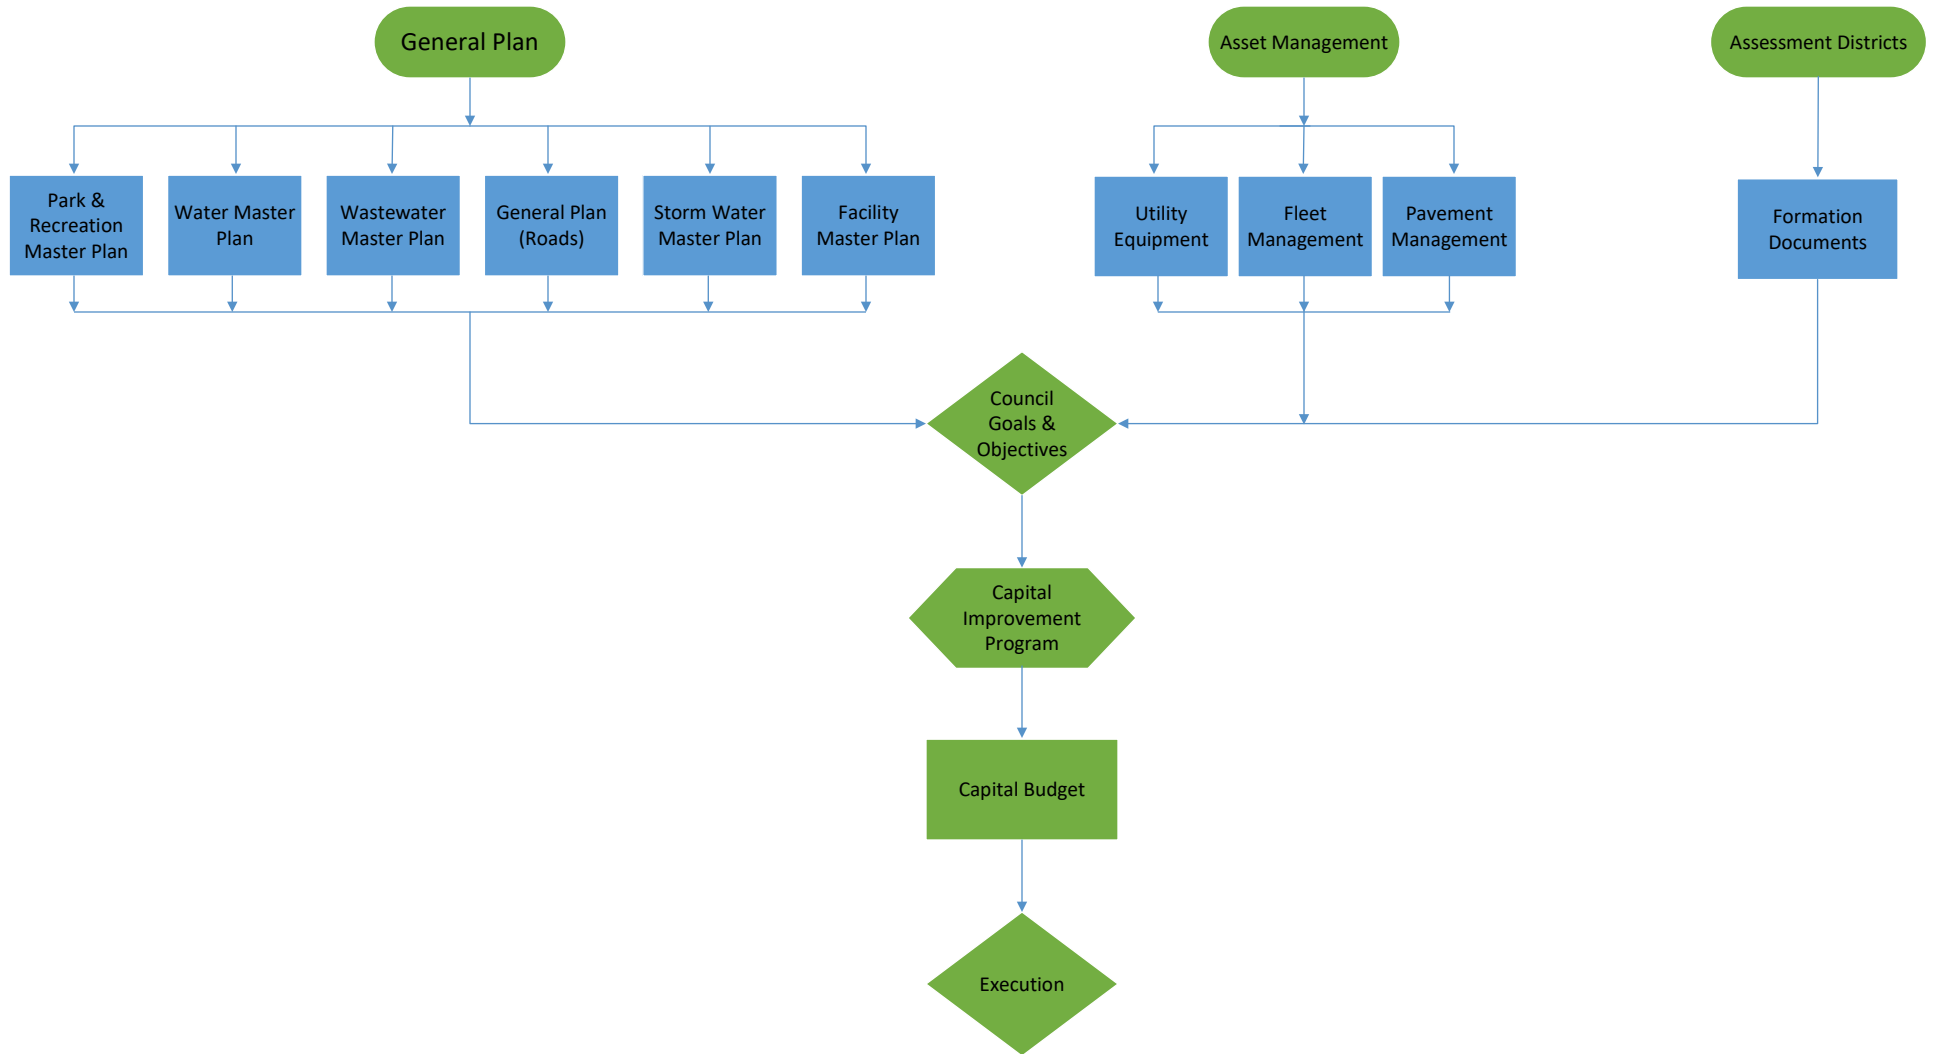 General Plan
Asset Management
Assessment Districts
Park &
Recreation
Master Plan
Water Master
Plan
Wastewater
Master Plan
General Plan
(Roads)
Storm Water
Master Plan
Facility
Master Plan
Utility
Equipment
Fleet
Management
Pavement
Management
Formation
Documents
Council
Goals &
Objectives
Capital
Improvement
Program
Capital Budget
Execution